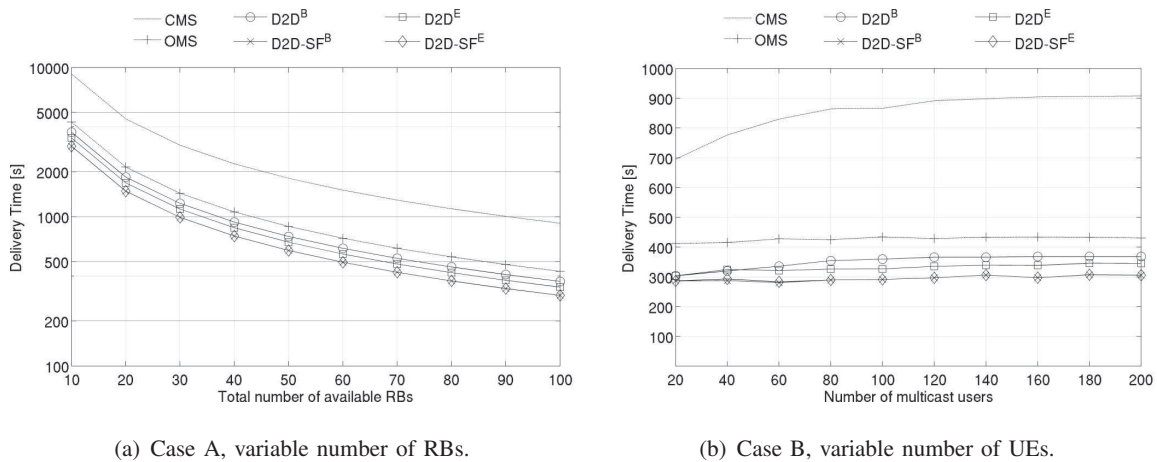 CMS D2D^B D2D^E
OMS D2D-SF^B D2D-SF^E
10000
5000
2000
1000
500
200
100
Delivery Time [s]
10 20 30 40 50 60 70 80 90 100
Total number of available RBs
(a) Case A, variable number of RBs.
CMS D2D^B D2D^E
OMS D2D-SF^B D2D-SF^E
1000
900
800
700
600
500
400
300
200
100
Delivery Time [s]
20 40 60 80 100 120 140 160 180 200
Number of multicast users
(b) Case B, variable number of UEs.